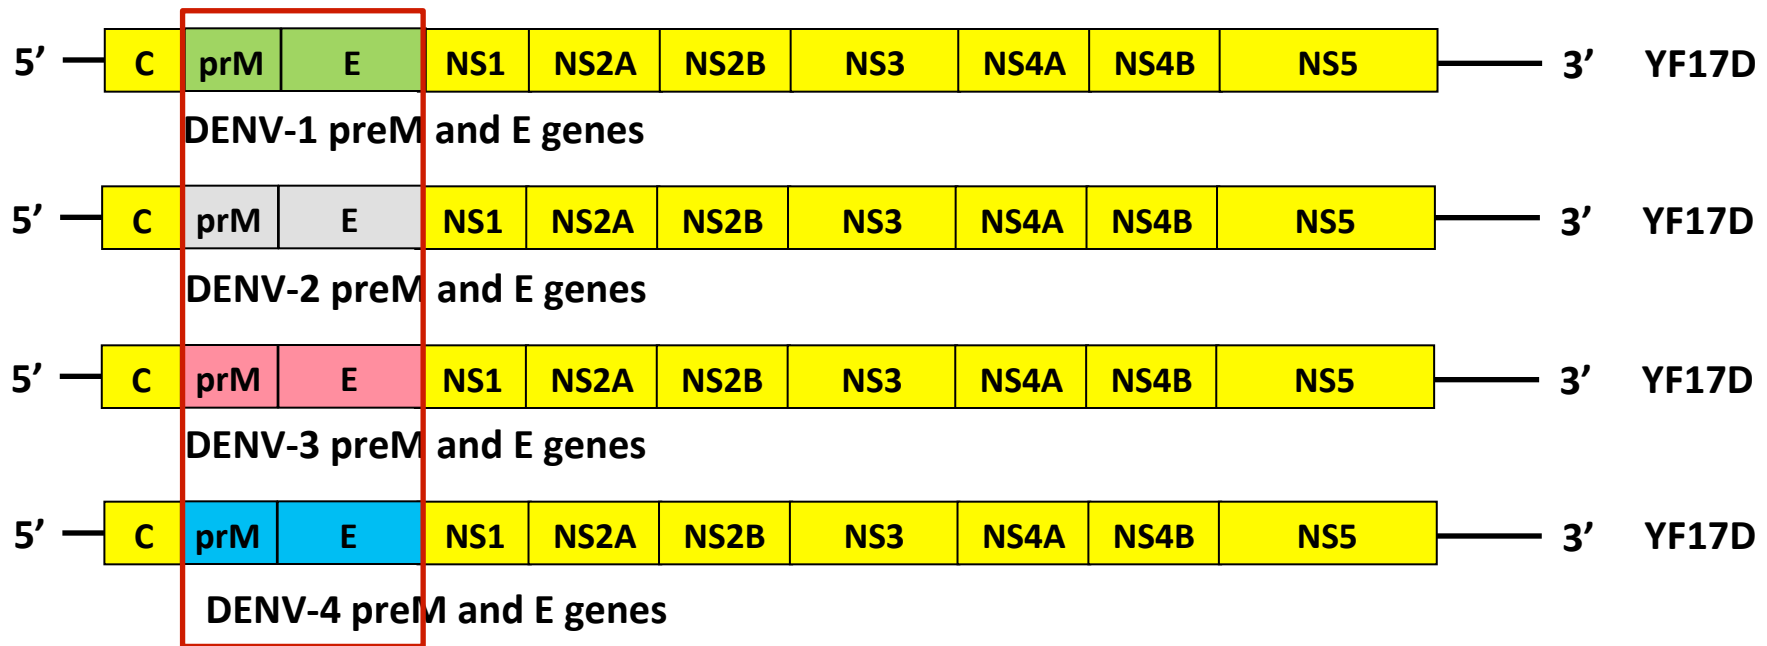 5’ C prM E NS1 NS2A NS2B NS3 NS4A NS4B NS5 3’ YF17D
DENV-1 preM and E genes
5’ C prM E NS1 NS2A NS2B NS3 NS4A NS4B NS5 3’ YF17D
DENV-2 preM and E genes
5’ C prM E NS1 NS2A NS2B NS3 NS4A NS4B NS5 3’ YF17D
DENV-3 preM and E genes
5’ C prM E NS1 NS2A NS2B NS3 NS4A NS4B NS5 3’ YF17D
DENV-4 preM and E genes